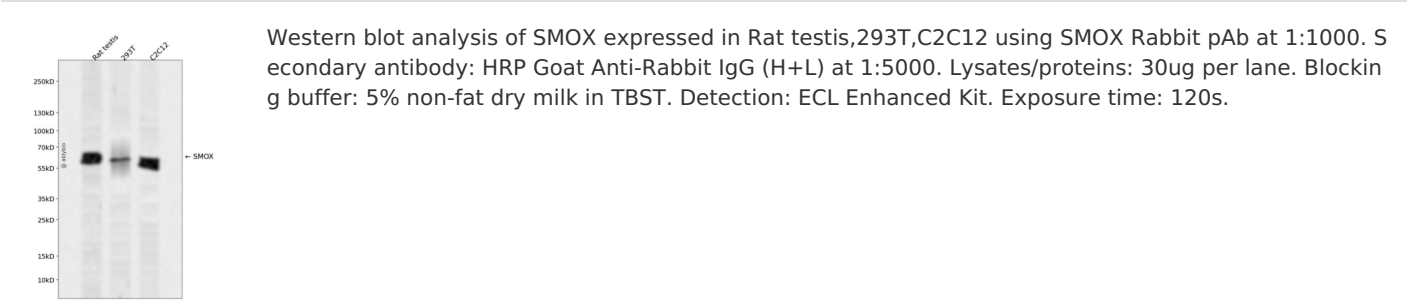 Rat testis
293T
C2C12
250kD
130kD
100kD
70kD
55kD
35kD
25kD
15kD
10kD
← SMOX
Western blot analysis of SMOX expressed in Rat testis,293T,C2C12 using SMOX Rabbit pAb at 1:1000. S
econdary antibody: HRP Goat Anti-Rabbit IgG (H+L) at 1:5000. Lysates/proteins: 30ug per lane. Blockin
g buffer: 5% non-fat dry milk in TBST. Detection: ECL Enhanced Kit. Exposure time: 120s.